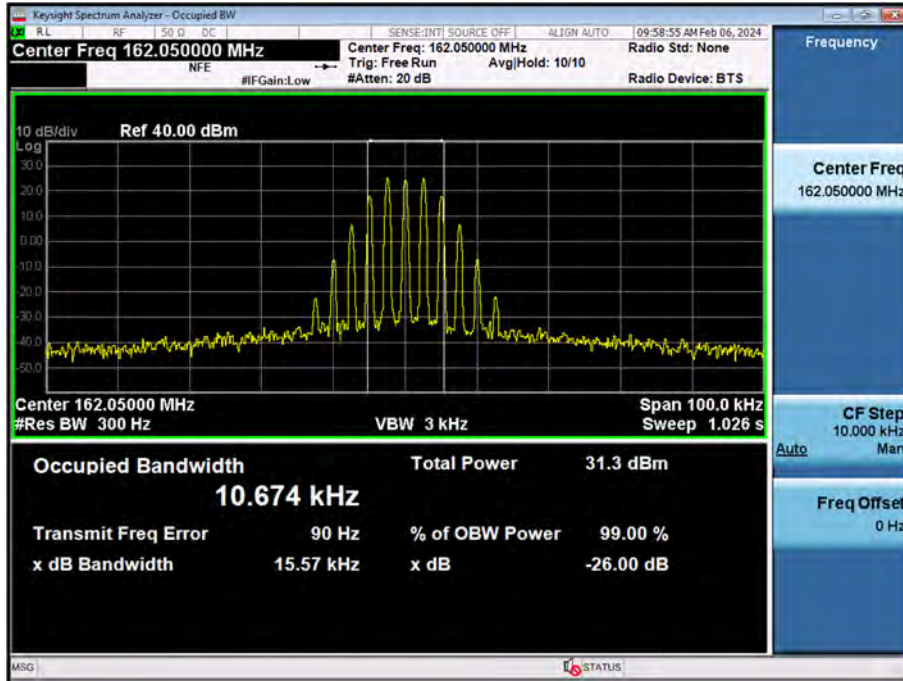 Keysight Spectrum Analyzer - Occupied BW
LXI RL RF 50 Ω DC SENSE:INT SOURCE OFF ALIGN AUTO 09:58:55 AM Feb 06, 2024
Center Freq 162.050000 MHz
NFE
#IFGain:Low
Center Freq: 162.050000 MHz
Trig: Free Run Avg|Hold: 10/10
#Atten: 20 dB
Radio Std: None
Radio Device: BTS
10 dB/div Ref 40.00 dBm
Log
30.0
20.0
10.0
0.00
-10.0
-20.0
-30.0
-40.0
-50.0
Center 162.05000 MHz Span 100.0 kHz
#Res BW 300 Hz VBW 3 kHz Sweep 1.026 s
Occupied Bandwidth Total Power 31.3 dBm
10.674 kHz
Transmit Freq Error 90 Hz % of OBW Power 99.00 %
x dB Bandwidth 15.57 kHz x dB -26.00 dB
MSG STATUS
Frequency
Center Freq
162.050000 MHz
CF Step
10.000 kHz
Auto Man
Freq Offset
0 Hz